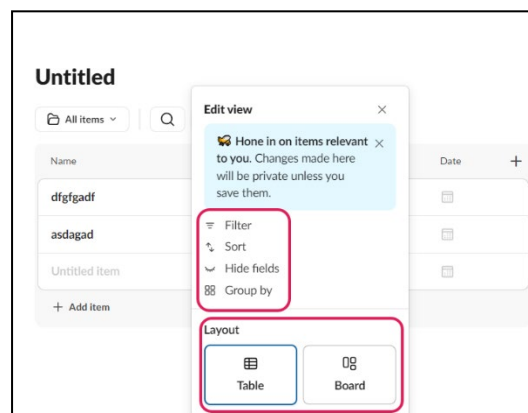 Untitled
All items
Edit view
Hone in on items relevant
to you. Changes made here
will be private unless you
save them.
Name
Date
dfgfgadf
asdagad
Untitled item
+ Add item
Filter
Sort
Hide fields
Group by
Layout
Table
Board